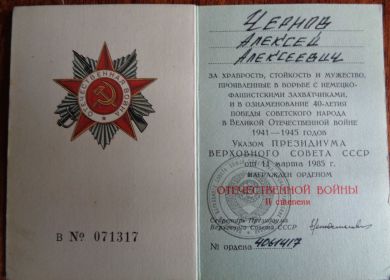 ОТЕЧЕСТВЕННАЯ ВОЙНА
В № 071317
ЧЕРНОВ
АЛЕКСЕЙ
АЛЕКСЕЕВИЧ
ЗА ХРАБРОСТЬ, СТОЙКОСТЬ И МУЖЕСТВО,
ПРОЯВЛЕННЫЕ В БОРЬБЕ С НЕМЕЦКО-
ФАШИСТСКИМИ ЗАХВАТЧИКАМИ,
И В ОЗНАМЕНОВАНИЕ 40-ЛЕТИЯ
ПОБЕДЫ СОВЕТСКОГО НАРОДА
В ВЕЛИКОЙ ОТЕЧЕСТВЕННОЙ ВОЙНЕ
1941—1945 ГОДОВ
УКАЗОМ ПРЕЗИДИУМА
ВЕРХОВНОГО СОВЕТА СССР
от 11 марта 1985 г.
НАГРАЖДЕН ОРДЕНОМ
ОТЕЧЕСТВЕННОЙ ВОЙНЫ
II степени
Секретарь Президиума
Верховного Совета СССР
№ ордена 4061417